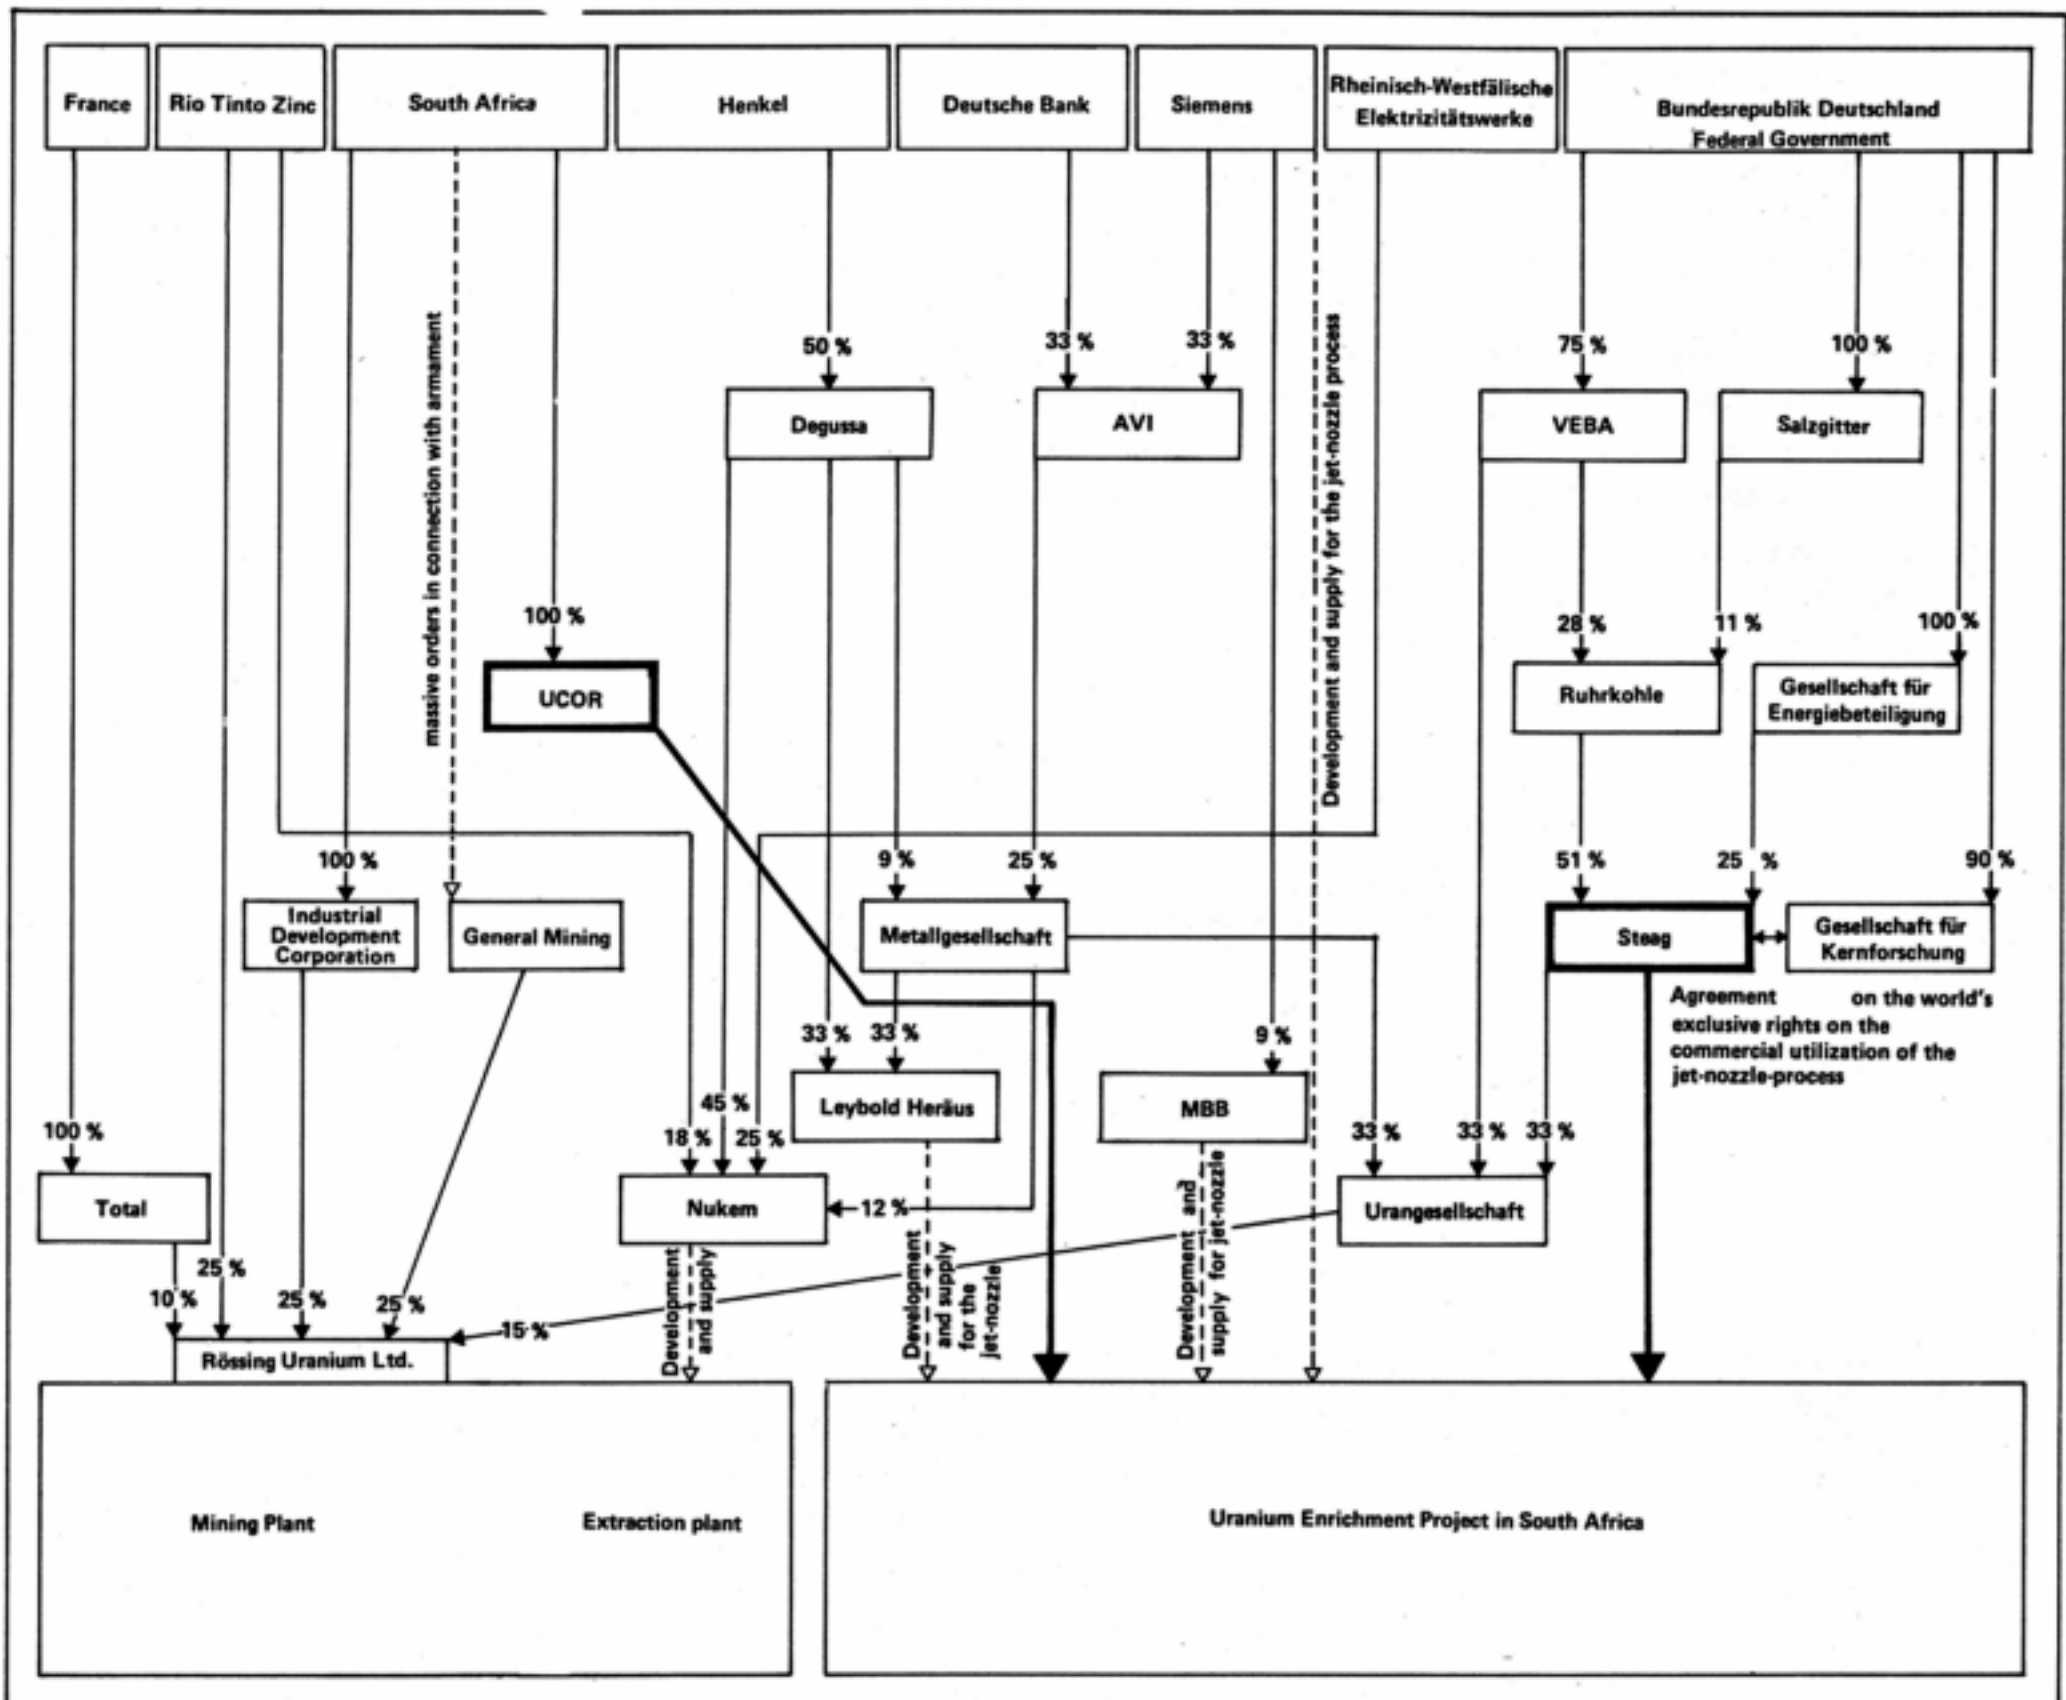 France
Rio Tinto Zinc
South Africa
Henkel
Deutsche Bank
Siemens
Rheinisch-Westfälische
Elektrizitätswerke
Bundesrepublik Deutschland
Federal Government
massive orders in connection with armament
Development and supply for the jet-nozzle process
50 %
33 %
33 %
75 %
100 %
Degussa
AVI
VEBA
Salzgitter
100 %
28 %
11 %
100 %
UCOR
Ruhrkohle
Gesellschaft für
Energiebeteiligung
100 %
9 %
25 %
51 %
25 %
90 %
Industrial
Development
Corporation
General Mining
Metallgesellschaft
Steag
Gesellschaft für
Kernforschung
Agreement on the world's
exclusive rights on the
commercial utilization of the
jet-nozzle-process
33 %
33 %
9 %
Leybold Heräus
MBB
100 %
18 %
45 %
25 %
33 %
33 %
33 %
Total
Nukem
12 %
Urangesellschaft
10 %
25 %
25 %
25 %
15 %
Development
and supply
Development
and supply
for the
jet-nozzle
Development and
supply for jet-nozzle
Rössing Uranium Ltd.
Mining Plant
Extraction plant
Uranium Enrichment Project in South Africa